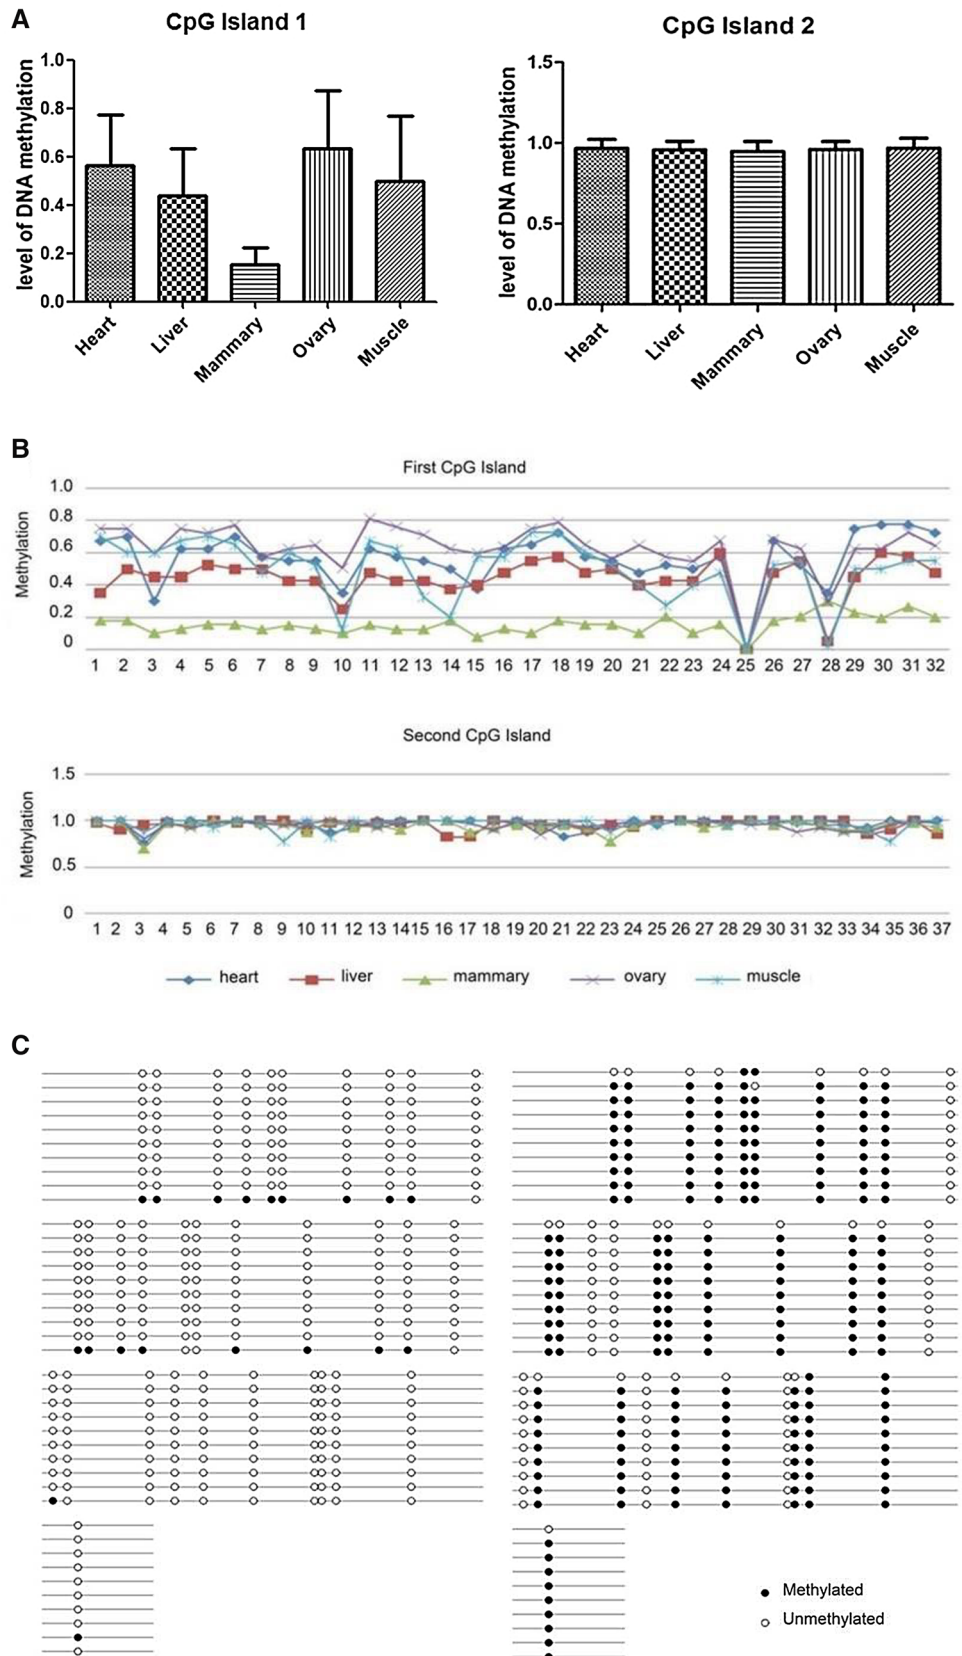 A
CpG Island 1
CpG Island 2
level of DNA methylation
1.0
0.8
0.6
0.4
0.2
0.0
Heart Liver Mammary Ovary Muscle
level of DNA methylation
1.5
1.0
0.5
0.0
Heart Liver Mammary Ovary Muscle
B
First CpG Island
Methylation
1.0
0.8
0.6
0.4
0.2
0
1 2 3 4 5 6 7 8 9 10 11 12 13 14 15 16 17 18 19 20 21 22 23 24 25 26 27 28 29 30 31 32
Second CpG Island
Methylation
1.5
1.0
0.5
0
1 2 3 4 5 6 7 8 9 10 11 12 13 14 15 16 17 18 19 20 21 22 23 24 25 26 27 28 29 30 31 32 33 34 35 36 37
heart liver mammary ovary muscle
C
Methylated
Unmethylated